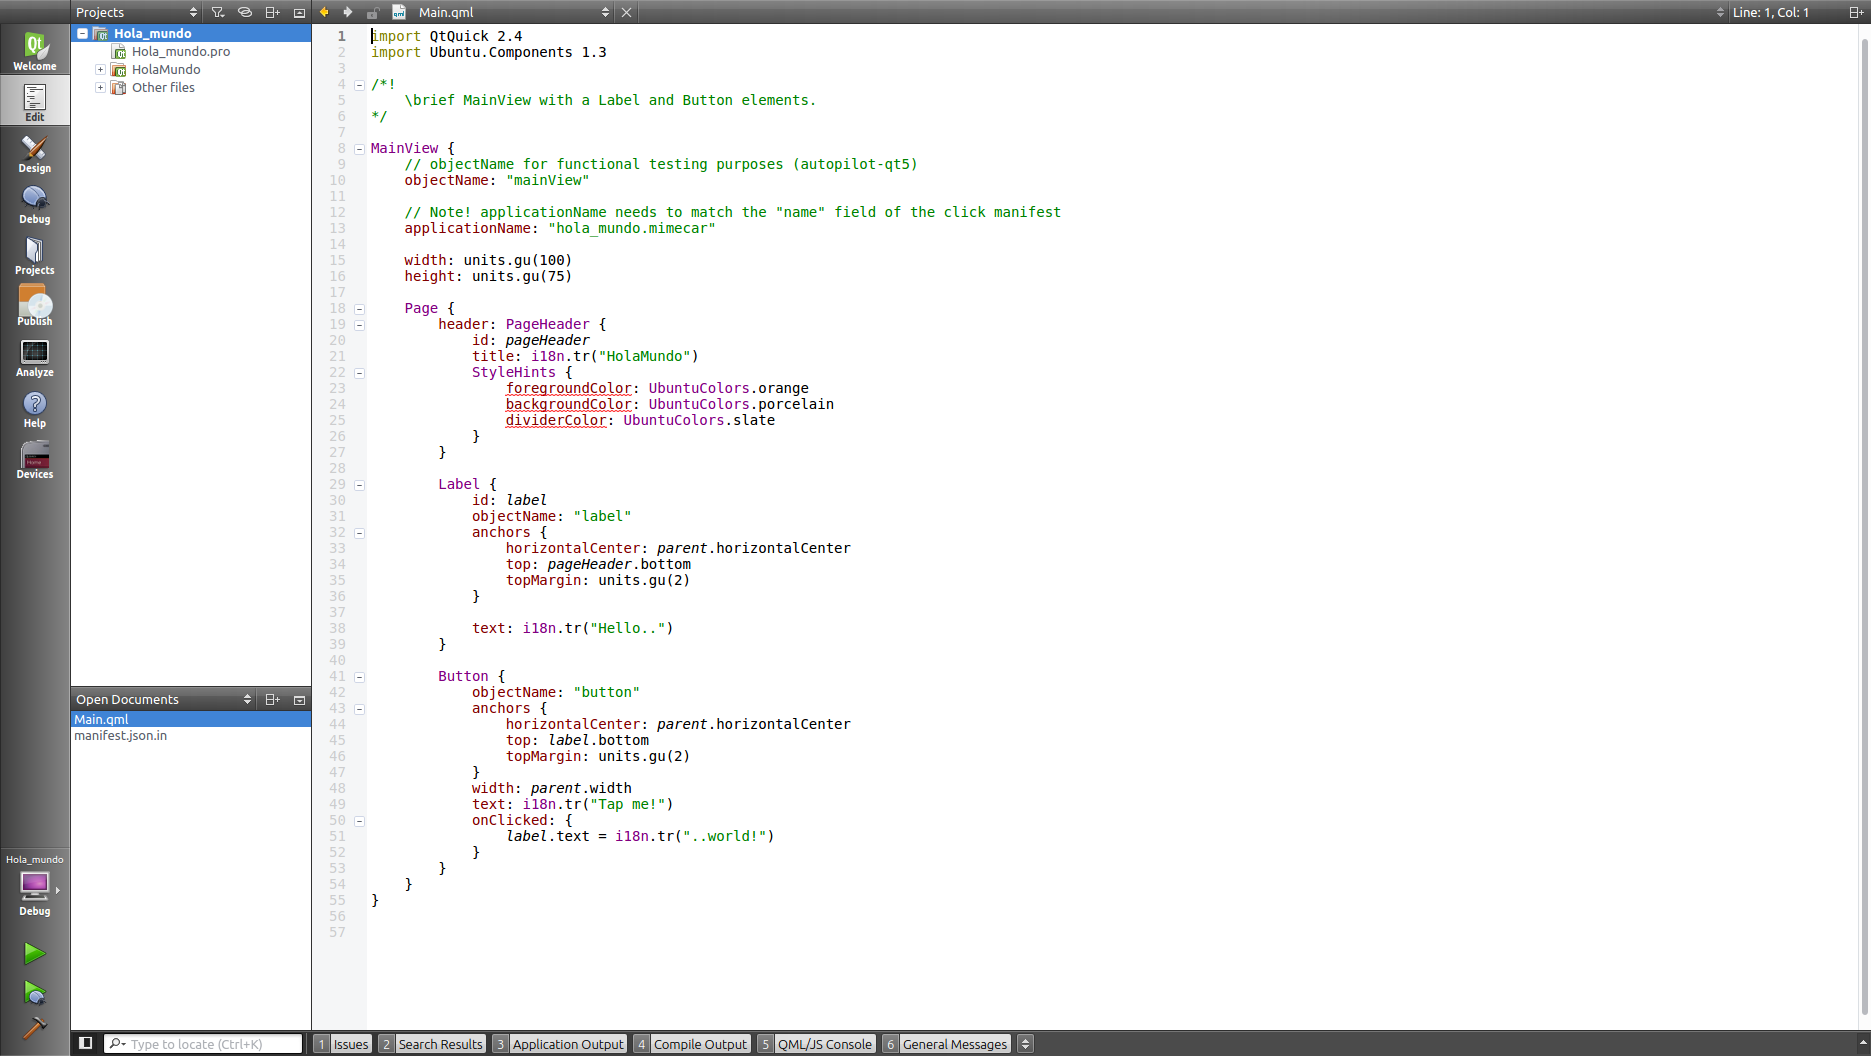 Projects
Main.qml
Line: 1, Col: 1
Welcome
Edit
Design
Debug
Projects
Publish
Analyze
Help
Devices
Hola_mundo
Debug
Hola_mundo
Hola_mundo.pro
HolaMundo
Other files
Open Documents
Main.qml
manifest.json.in
1 import QtQuick 2.4
2 import Ubuntu.Components 1.3
3
4 /*!
5     \brief MainView with a Label and Button elements.
6 */
7
8 MainView {
9     // objectName for functional testing purposes (autopilot-qt5)
10     objectName: "mainView"
11
12     // Note! applicationName needs to match the "name" field of the click manifest
13     applicationName: "hola_mundo.mimecar"
14
15     width: units.gu(100)
16     height: units.gu(75)
17
18     Page {
19         header: PageHeader {
20             id: pageHeader
21             title: i18n.tr("HolaMundo")
22             StyleHints {
23                 foregroundColor: UbuntuColors.orange
24                 backgroundColor: UbuntuColors.porcelain
25                 dividerColor: UbuntuColors.slate
26             }
27         }
28
29         Label {
30             id: label
31             objectName: "label"
32             anchors {
33                 horizontalCenter: parent.horizontalCenter
34                 top: pageHeader.bottom
35                 topMargin: units.gu(2)
36             }
37
38             text: i18n.tr("Hello..")
39         }
40
41         Button {
42             objectName: "button"
43             anchors {
44                 horizontalCenter: parent.horizontalCenter
45                 top: label.bottom
46                 topMargin: units.gu(2)
47             }
48             width: parent.width
49             text: i18n.tr("Tap me!")
50             onClicked: {
51                 label.text = i18n.tr("..world!")
52             }
53         }
54     }
55 }
56
57
Type to locate (Ctrl+K)
1 Issues
2 Search Results
3 Application Output
4 Compile Output
5 QML/JS Console
6 General Messages